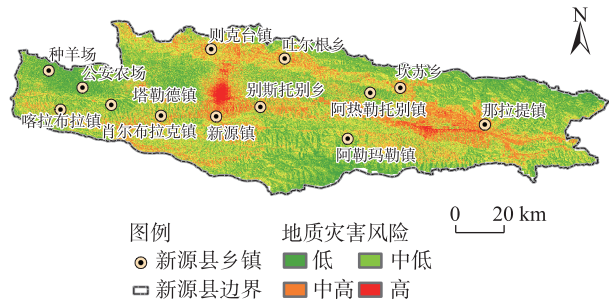 N
则克台镇
吐尔根乡
种羊场
公安农场
坎苏乡
塔勒德镇
别斯托别乡
阿热勒托别镇
那拉提镇
喀拉布拉镇
肖尔布拉克镇
新源镇
阿勒玛勒镇
图例
地质灾害风险
0 20 km
新源县乡镇
低
中低
新源县边界
中高
高